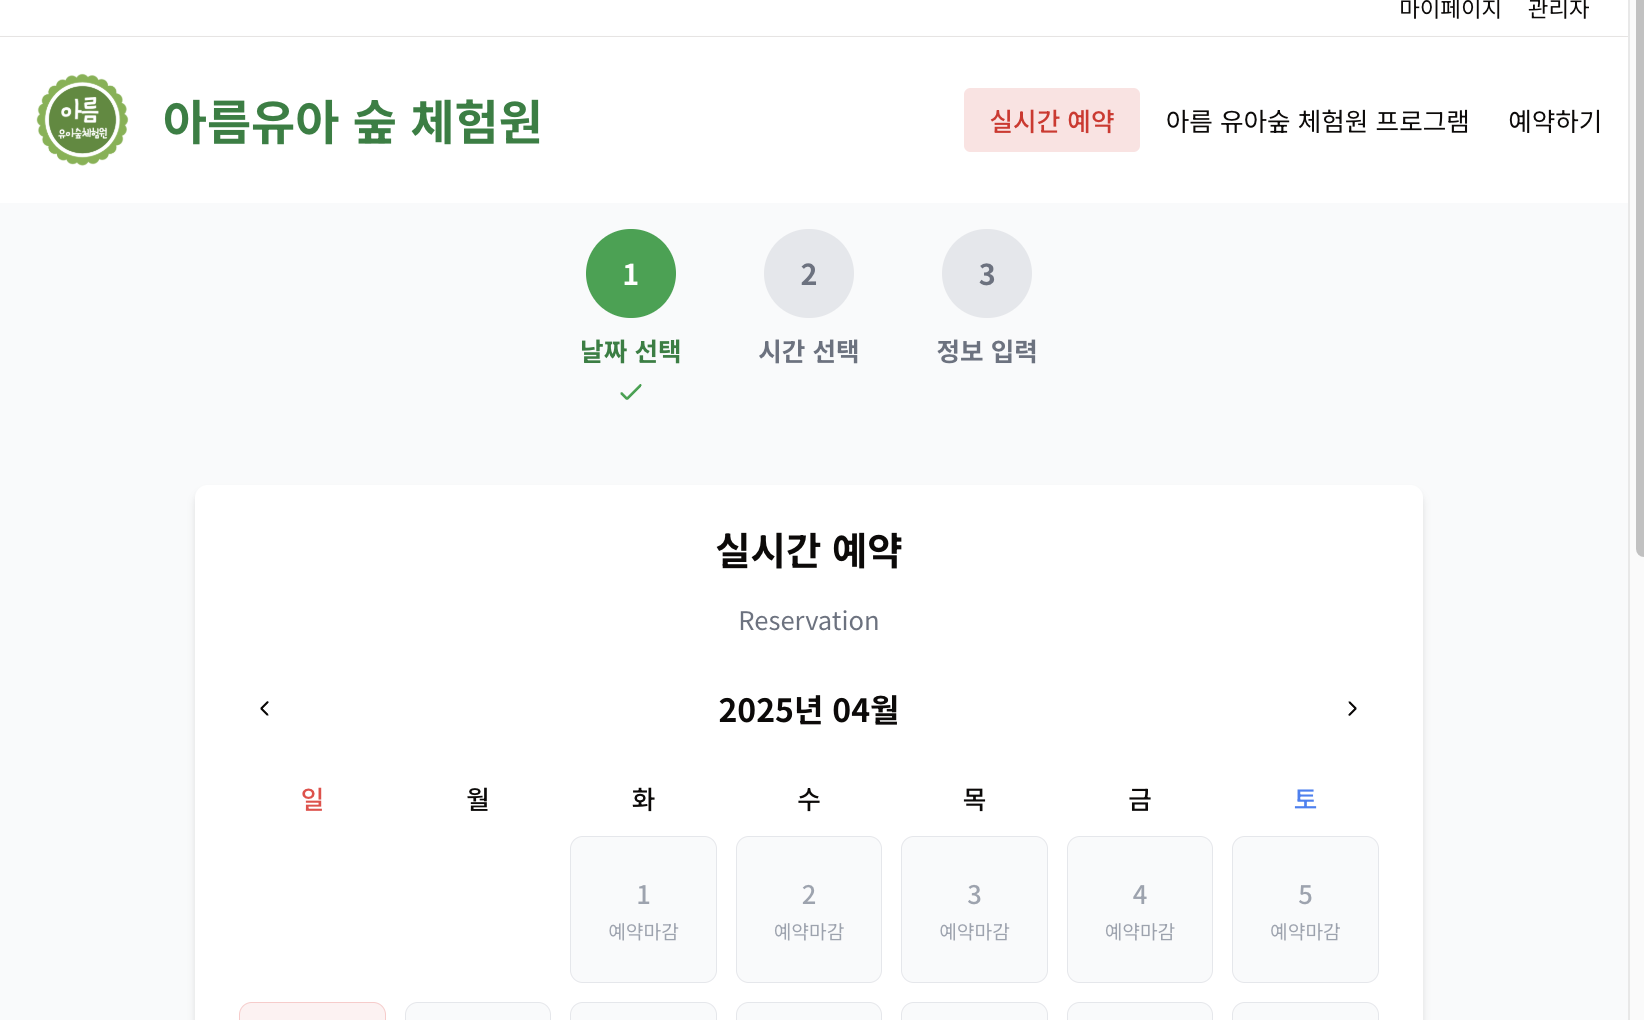 마이페이지 관리자
아름
유아숲체험원
아름유아 숲 체험원
실시간 예약 아름 유아숲 체험원 프로그램 예약하기
1 2 3
날짜 선택 시간 선택 정보 입력
실시간 예약
Reservation
2025년 04월
일 월 화 수 목 금 토
1 2 3 4 5
예약마감 예약마감 예약마감 예약마감 예약마감